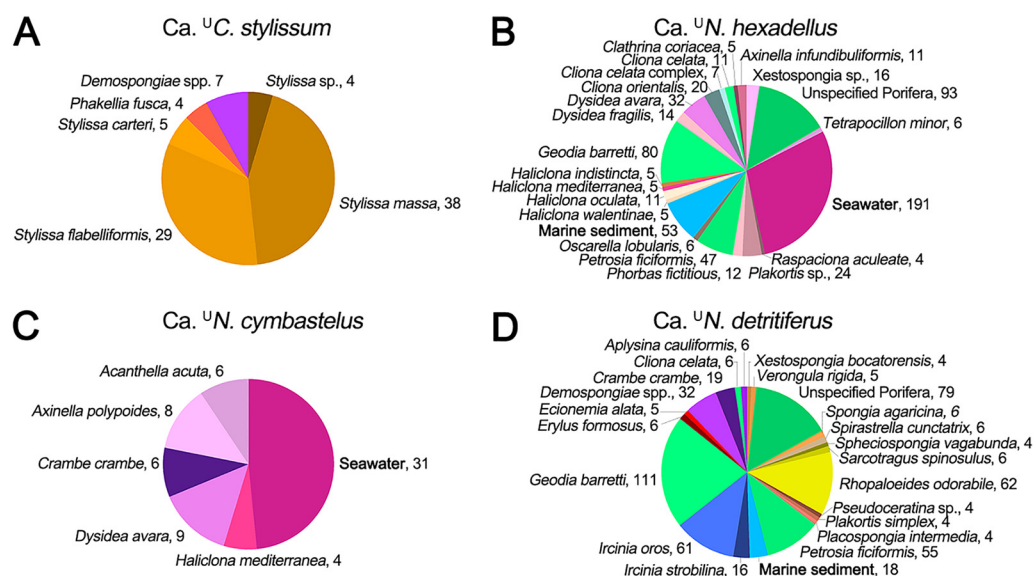 A
Ca. ᵁC. stylissum
Demospongiae spp. 7
Stylissa sp., 4
Phakellia fusca, 4
Stylissa carteri, 5
Stylissa massa, 38
Stylissa flabelliformis, 29
B
Ca. ᵁN. hexadellus
Clathrina coriacea, 5
Axinella infundibuliformis, 11
Cliona celata, 11
Cliona celata complex, 7
Xestospongia sp., 16
Cliona orientalis, 20
Unspecified Porifera, 93
Dysidea avara, 32
Dysidea fragilis, 14
Tetrapocillon minor, 6
Geodia barretti, 80
Haliclona indistincta, 5
Haliclona mediterranea, 5
Haliclona oculata, 11
Seawater, 191
Haliclona walentinae, 5
Marine sediment, 53
Oscarella lobularis, 6
Petrosia ficiformis, 47
Raspaciona aculeate, 4
Phorbas fictitious, 12
Plakortis sp., 24
C
Ca. ᵁN. cymbastelus
Acanthella acuta, 6
Axinella polypoides, 8
Crambe crambe, 6
Seawater, 31
Dysidea avara, 9
Haliclona mediterranea, 4
D
Ca. ᵁN. detritiferus
Aplysina cauliformis, 6
Cliona celata, 6
Xestospongia bocatorensis, 4
Crambe crambe, 19
Verongula rigida, 5
Demospongiae spp., 32
Unspecified Porifera, 79
Ecionemia alata, 5
Spongia agaricina, 6
Erylus formosus, 6
Spirastrella cunctatrix, 6
Spheciospongia vagabunda, 4
Sarcotragus spinosulus, 6
Geodia barretti, 111
Rhopaloeides odorabile, 62
Pseudoceratina sp., 4
Plakortis simplex, 4
Placospongia intermedia, 4
Ircinia oros, 61
Petrosia ficiformis, 55
Ircinia strobilina, 16
Marine sediment, 18